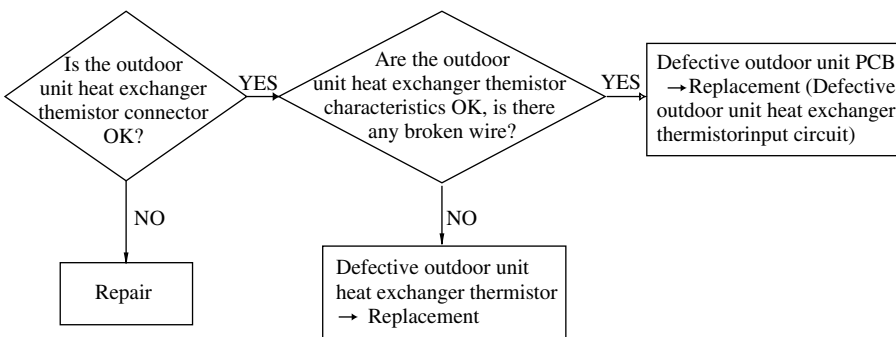 Is the outdoor
unit heat exchanger
themistor connector
OK?
YES
Are the outdoor
unit heat exchanger themistor
characteristics OK, is there
any broken wire?
YES
Defective outdoor unit PCB
→Replacement (Defective
outdoor unit heat exchanger
thermistorinput circuit)
NO
Repair
NO
Defective outdoor unit
heat exchanger thermistor
→ Replacement